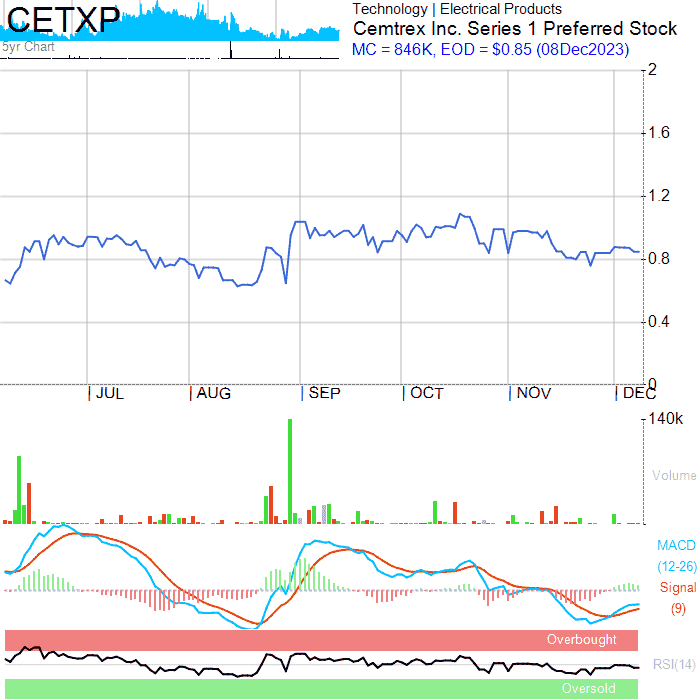 CETXP
5yr Chart
Technology | Electrical Products
Cemtrex Inc. Series 1 Preferred Stock
MC = 846K, EOD = $0.85 (08Dec2023)
2
1.6
1.2
0.8
0.4
0
JUL AUG SEP OCT NOV DEC
140k
Volume
MACD
(12-26)
Signal
(9)
Overbought
RSI(14)
Oversold